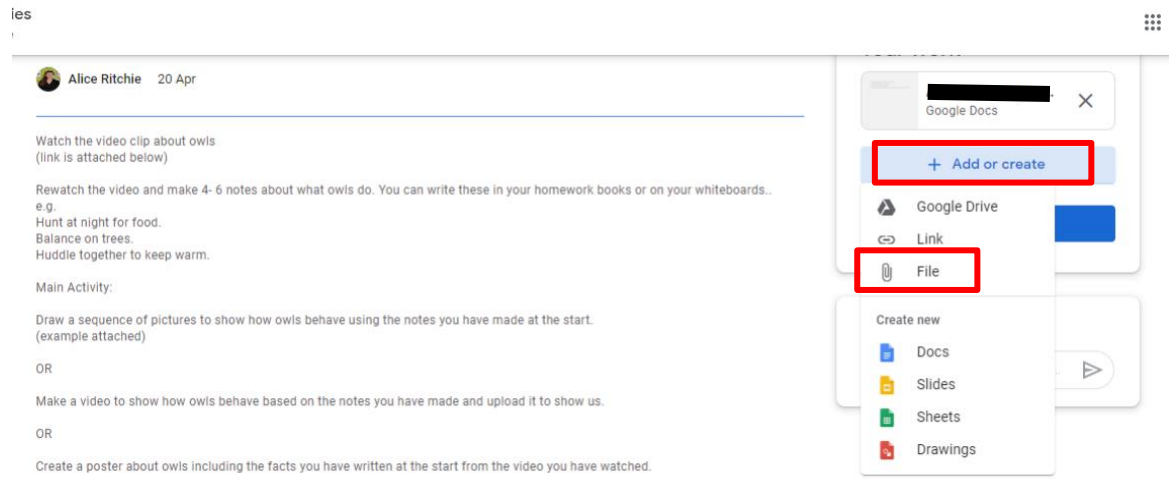 ies
Alice Ritchie 20 Apr
Watch the video clip about owls
(link is attached below)
Rewatch the video and make 4- 6 notes about what owls do. You can write these in your homework books or on your whiteboards..
e.g.
Hunt at night for food.
Balance on trees.
Huddle together to keep warm.
Main Activity:
Draw a sequence of pictures to show how owls behave using the notes you have made at the start.
(example attached)
OR
Make a video to show how owls behave based on the notes you have made and upload it to show us.
OR
Create a poster about owls including the facts you have written at the start from the video you have watched.
Google Docs
+ Add or create
Google Drive
Link
File
Create new
Docs
Slides
Sheets
Drawings